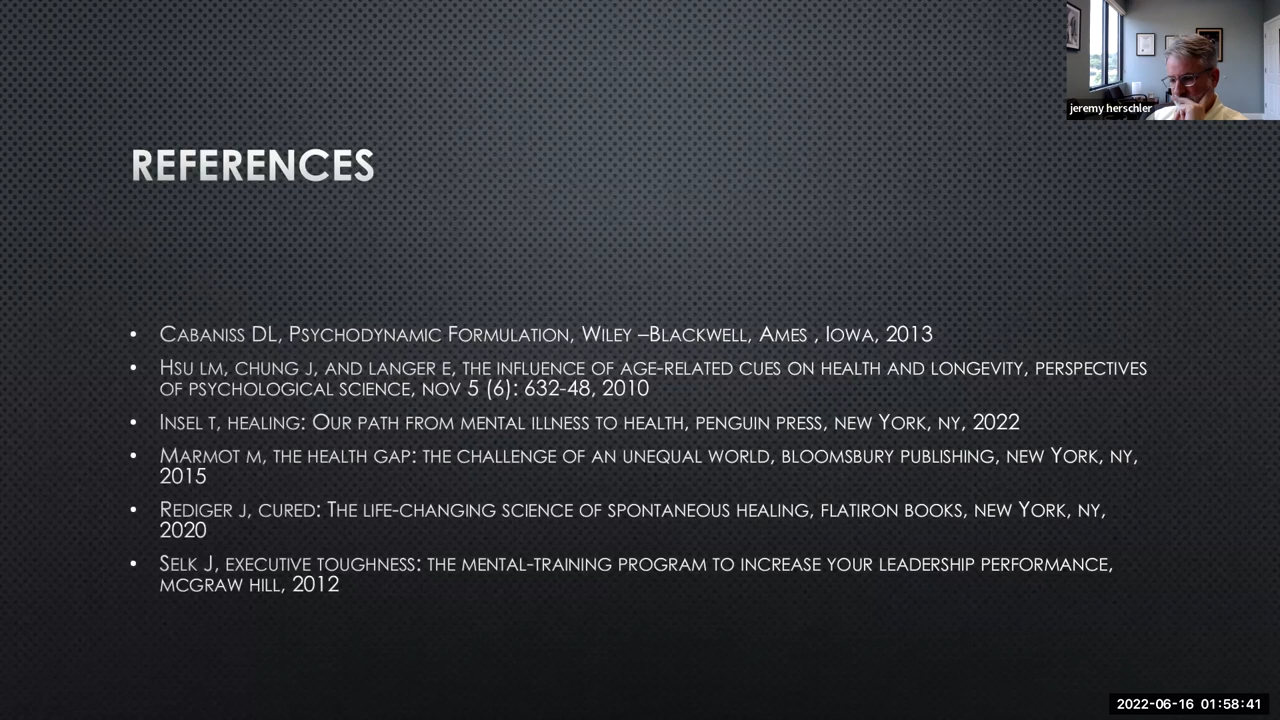 jeremy herschler
REFERENCES
• Cabaniss DL, Psychodynamic Formulation, Wiley –Blackwell, Ames , Iowa, 2013
• Hsu lm, chung j, and langer e, the influence of age-related cues on health and longevity, perspectives
of psychological science, nov 5 (6): 632-48, 2010
• Insel t, healing: Our path from mental illness to health, penguin press, new York, ny, 2022
• Marmot m, the health gap: the challenge of an unequal world, bloomsbury publishing, new York, ny,
2015
• Rediger j, cured: The life-changing science of spontaneous healing, flatiron books, new York, ny,
2020
• Selk J, executive toughness: the mental-training program to increase your leadership performance,
mcgraw hill, 2012
2022-06-16 01:58:41